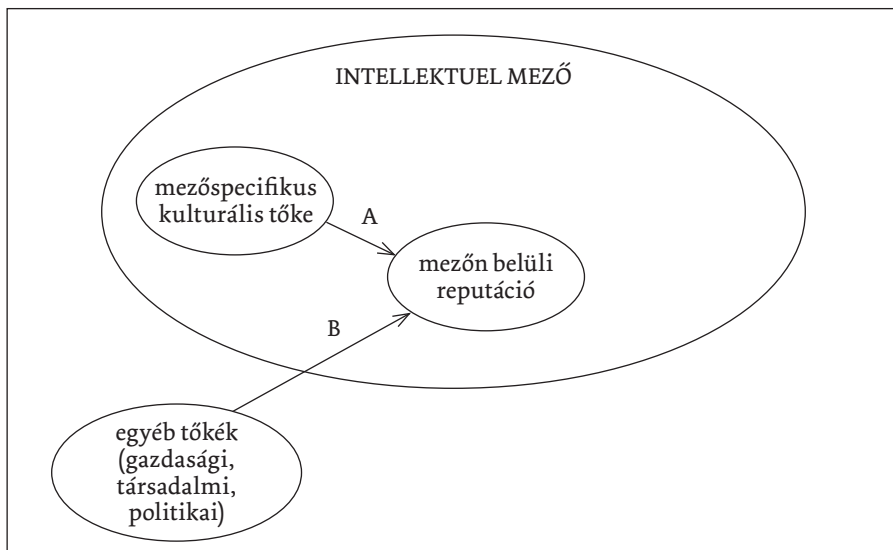 INTELLEKTUEL MEZŐ
mezőspecifikus
kulturális tőke
A
mezőn belüli
reputáció
B
egyéb tőkék
(gazdasági,
társadalmi,
politikai)